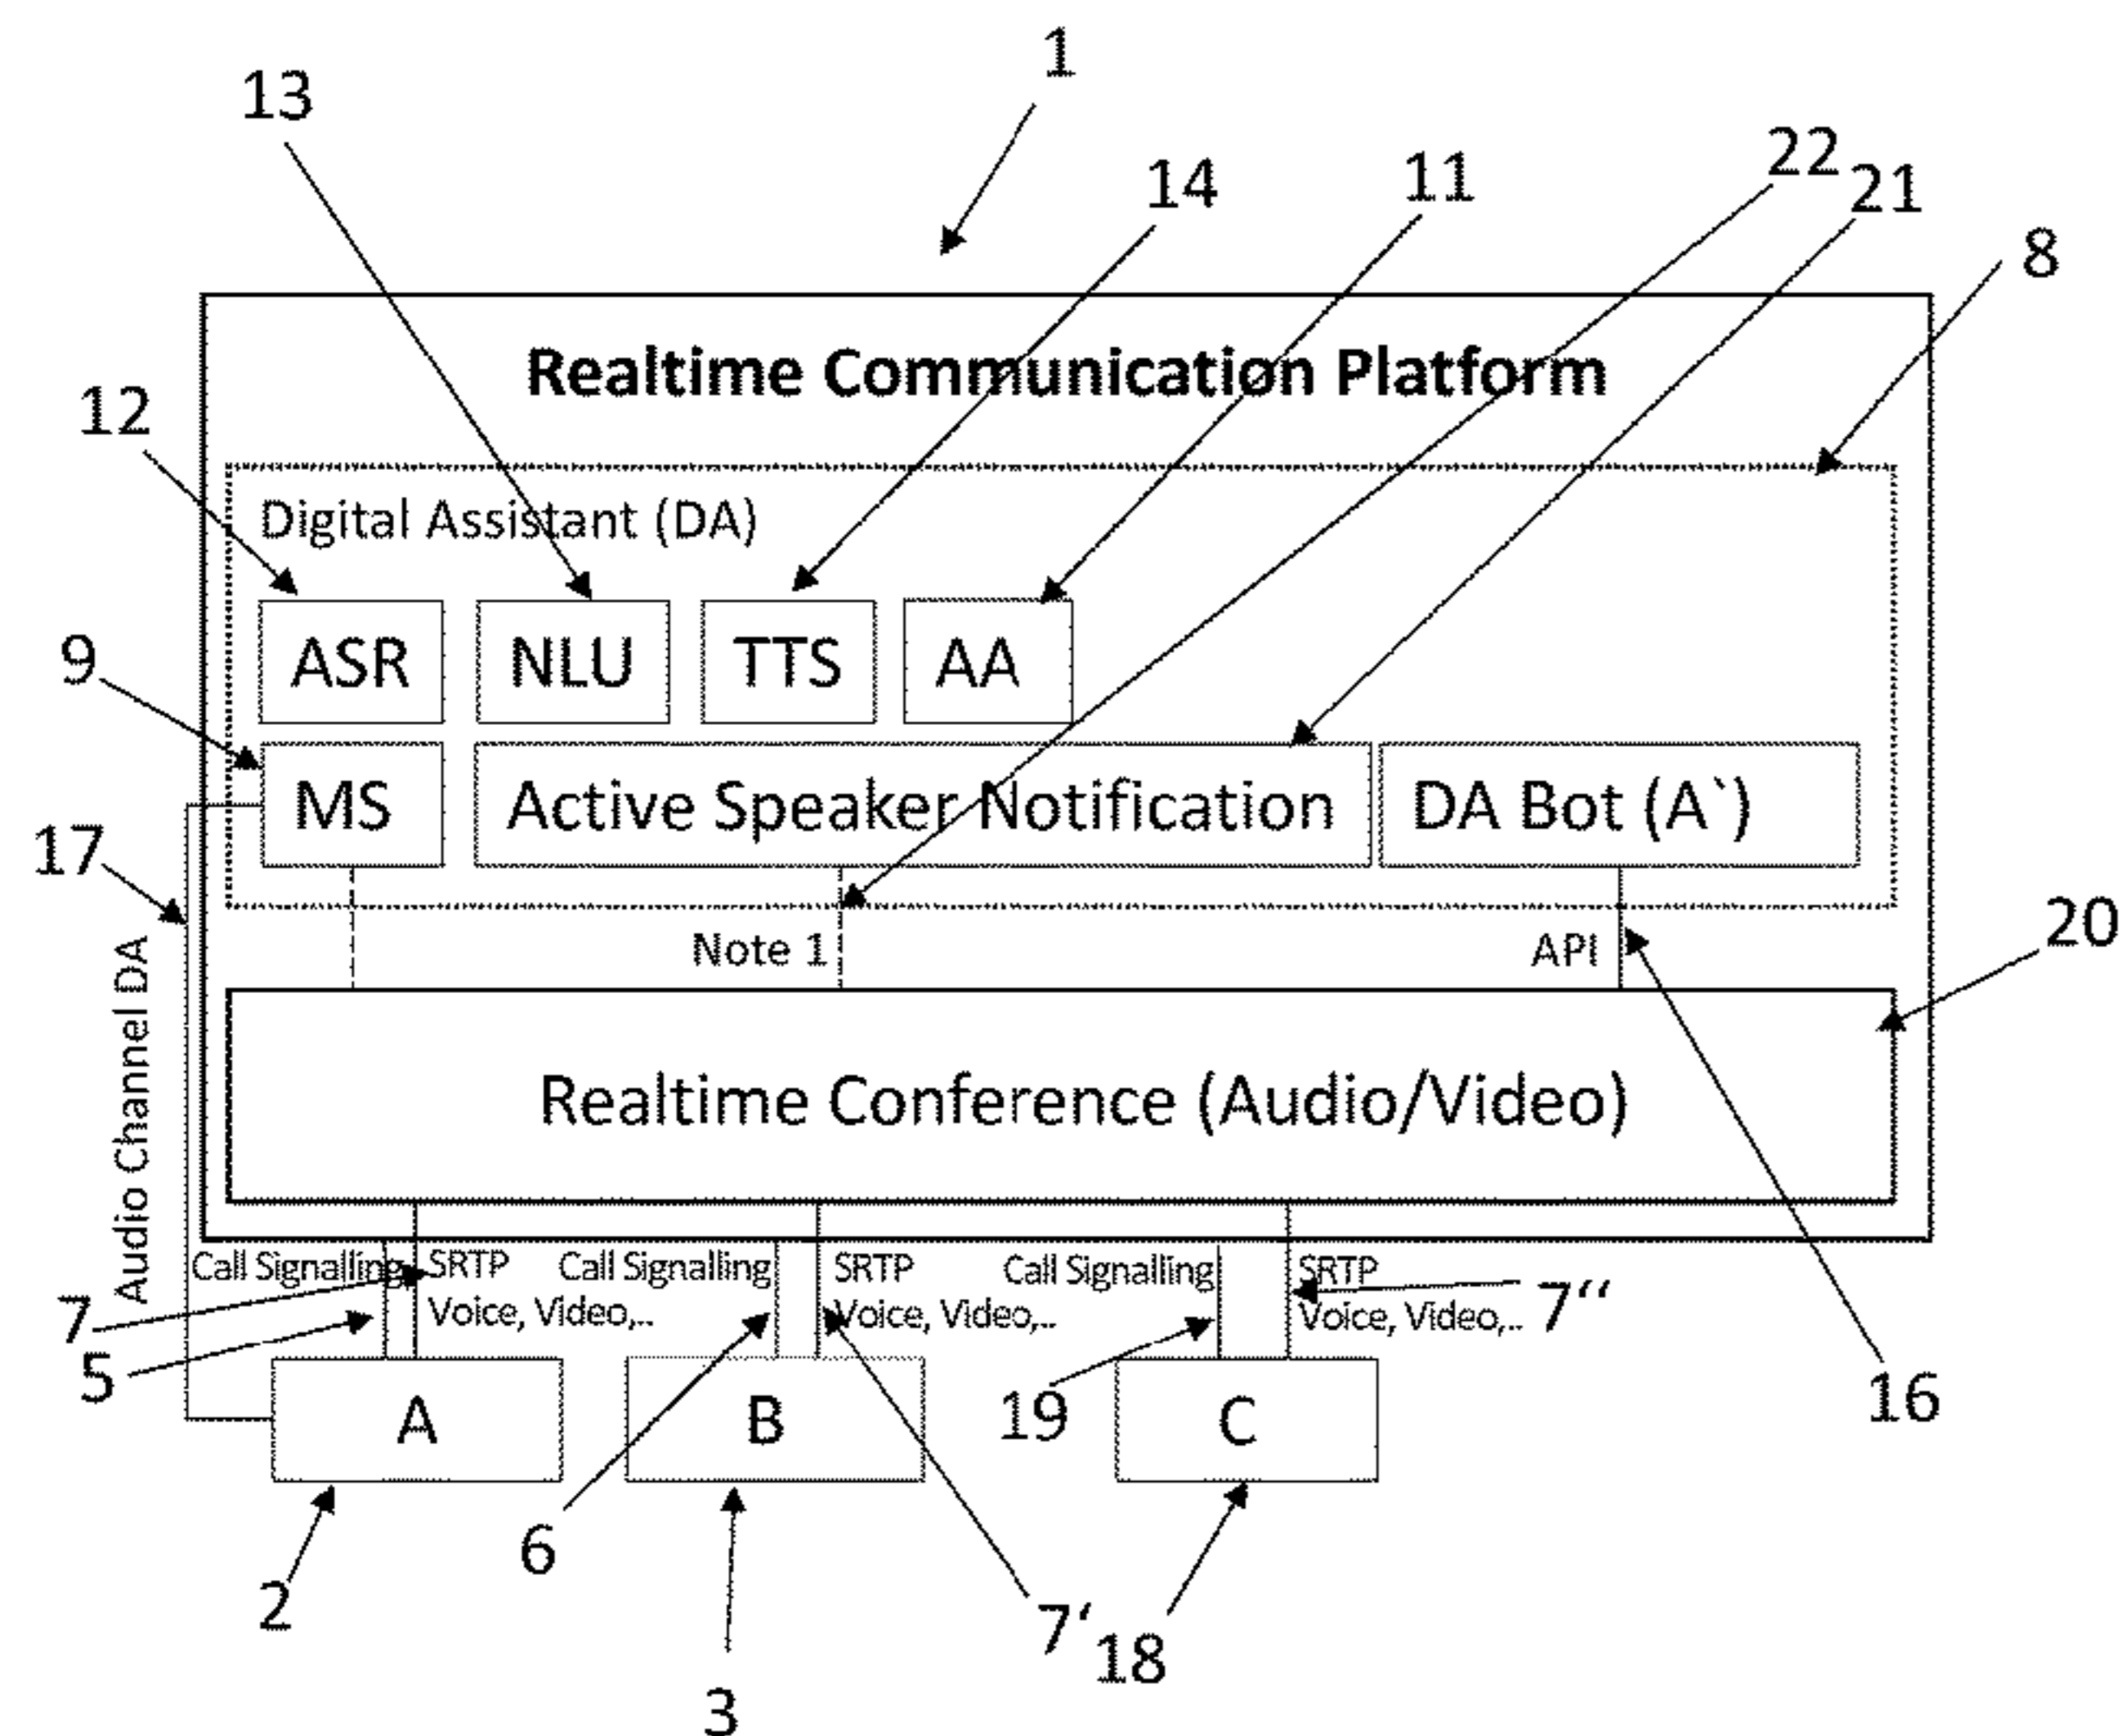 1
13
14
11
22
21
8
Realtime Communication Platform
12
Digital Assistant (DA)
ASR
NLU
TTS
AA
9
MS
Active Speaker Notification
DA Bot (A`)
17
20
Note 1
API
Audio Channel DA
Realtime Conference (Audio/Video)
Call Signalling
SRTP
Voice, Video,..
Call Signalling
SRTP
Voice, Video,..
Call Signalling
SRTP
Voice, Video,..
7
7‘‘
5
A
B
C
19
16
6
2
7‘
18
3